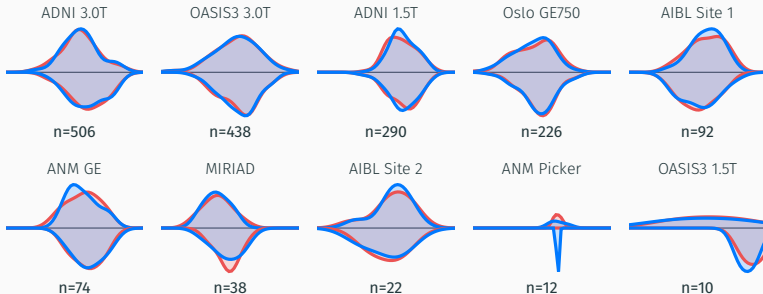 ADNI 3.0T
OASIS3 3.0T
ADNI 1.5T
Oslo GE750
AIBL Site 1
n=506
n=438
n=290
n=226
n=92
ANM GE
MIRIAD
AIBL Site 2
ANM Picker
OASIS3 1.5T
n=74
n=38
n=22
n=12
n=10